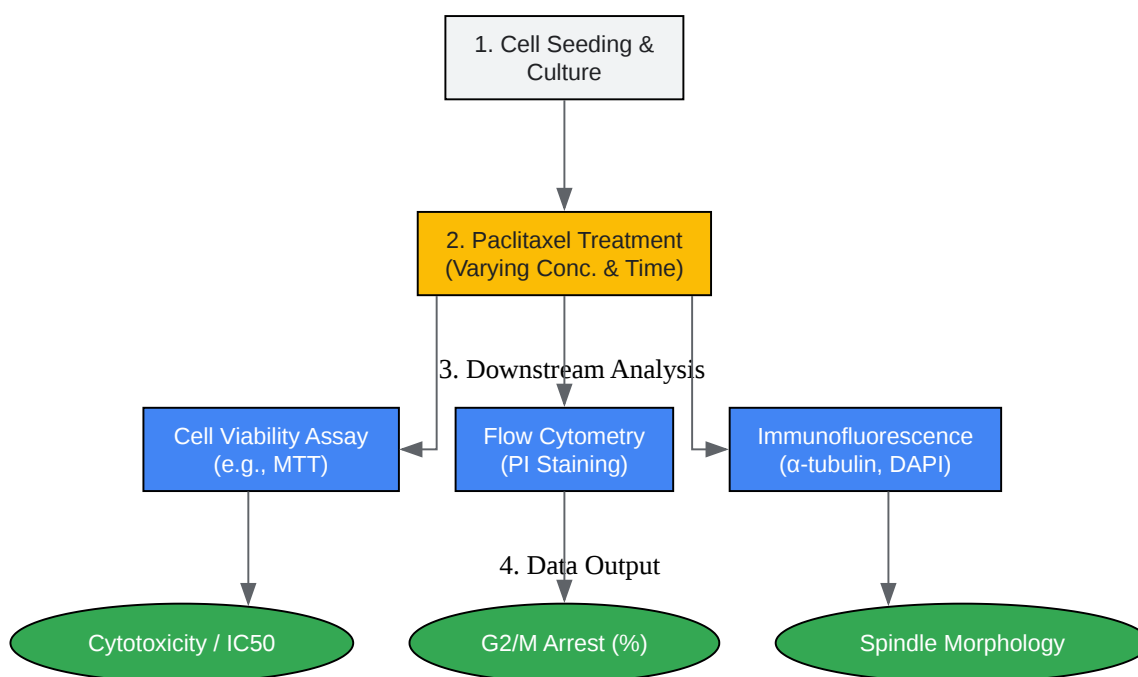 1. Cell Seeding &
Culture
2. Paclitaxel Treatment
(Varying Conc. & Time)
3. Downstream Analysis
Cell Viability Assay
(e.g., MTT)
Flow Cytometry
(PI Staining)
Immunofluorescence
(α-tubulin, DAPI)
4. Data Output
Cytotoxicity / IC50
G2/M Arrest (%)
Spindle Morphology